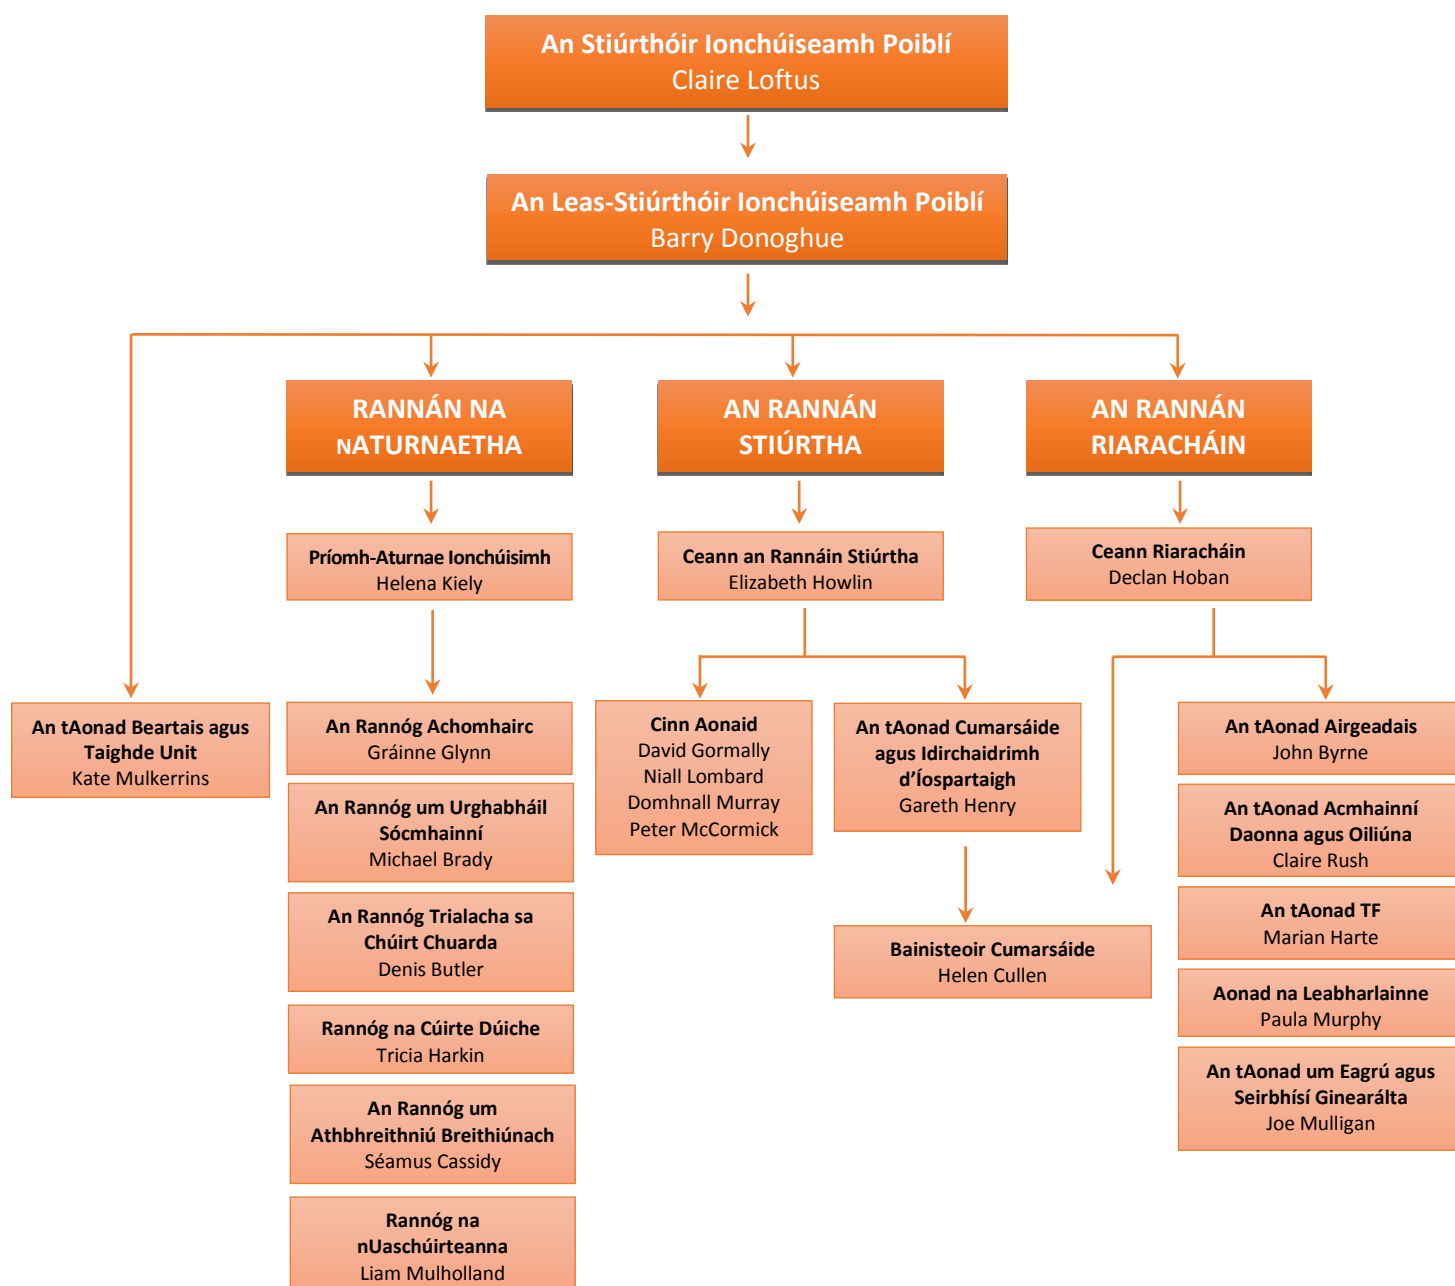 An Stiúrthóir Ionchúiseamh Poiblí
Claire Loftus
An Leas-Stiúrthóir Ionchúiseamh Poiblí
Barry Donoghue
RANNÁN NA
NATURNAETHA
AN RANNÁN
STIÚRTHA
AN RANNÁN
RIARACHÁIN
Príomh-Aturnae Ionchúisimh
Helena Kiely
Ceann an Rannáin Stiúrtha
Elizabeth Howlin
Ceann Riaracháin
Declan Hoban
An tAonad Beartais agus
Taighde Unit
Kate Mulkerrins
An Rannóg Achomhairc
Gráinne Glynn
An Rannóg um Urghabháil
Sócmhainní
Michael Brady
An Rannóg Trialacha sa
Chúirt Chuarda
Denis Butler
Rannóg na Cúirte Dúiche
Tricia Harkin
An Rannóg um
Athbhreithniú Breithiúnach
Séamus Cassidy
Rannóg na
nUaschúirteanna
Liam Mulholland
Cinn Aonaid
David Gormally
Niall Lombard
Domhnall Murray
Peter McCormick
An tAonad Cumarsáide
agus Idirchaidrimh
d'Íospartaigh
Gareth Henry
Bainisteoir Cumarsáide
Helen Cullen
An tAonad Airgeadais
John Byrne
An tAonad Acmhainní
Daonna agus Oiliúna
Claire Rush
An tAonad TF
Marian Harte
Aonad na Leabharlainne
Paula Murphy
An tAonad um Eagrú agus
Seirbhísí Ginearálta
Joe Mulligan